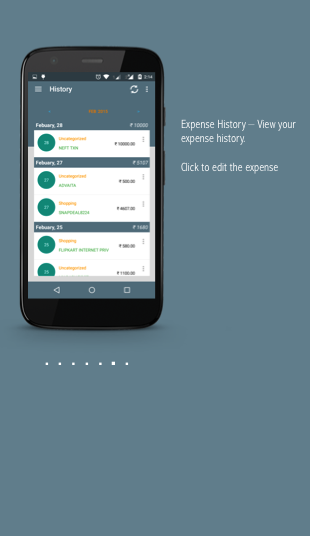 3:14
History
FEB 2015
Febuary, 28 ₹ 10000
Uncategorized
28 ₹ 10000.00
NEFT TXN
Febuary, 27 ₹ 5107
Uncategorized
27 ₹ 500.00
ADVAITA
Shopping
27 ₹ 4607.00
Febuary, 25 ₹ 1680
Shopping
25 ₹ 580.00
FLIPKART INTERNET PRIV
Uncategorized
25 ₹ 1100.00
Expense History – View your
expense history.
Click to edit the expense